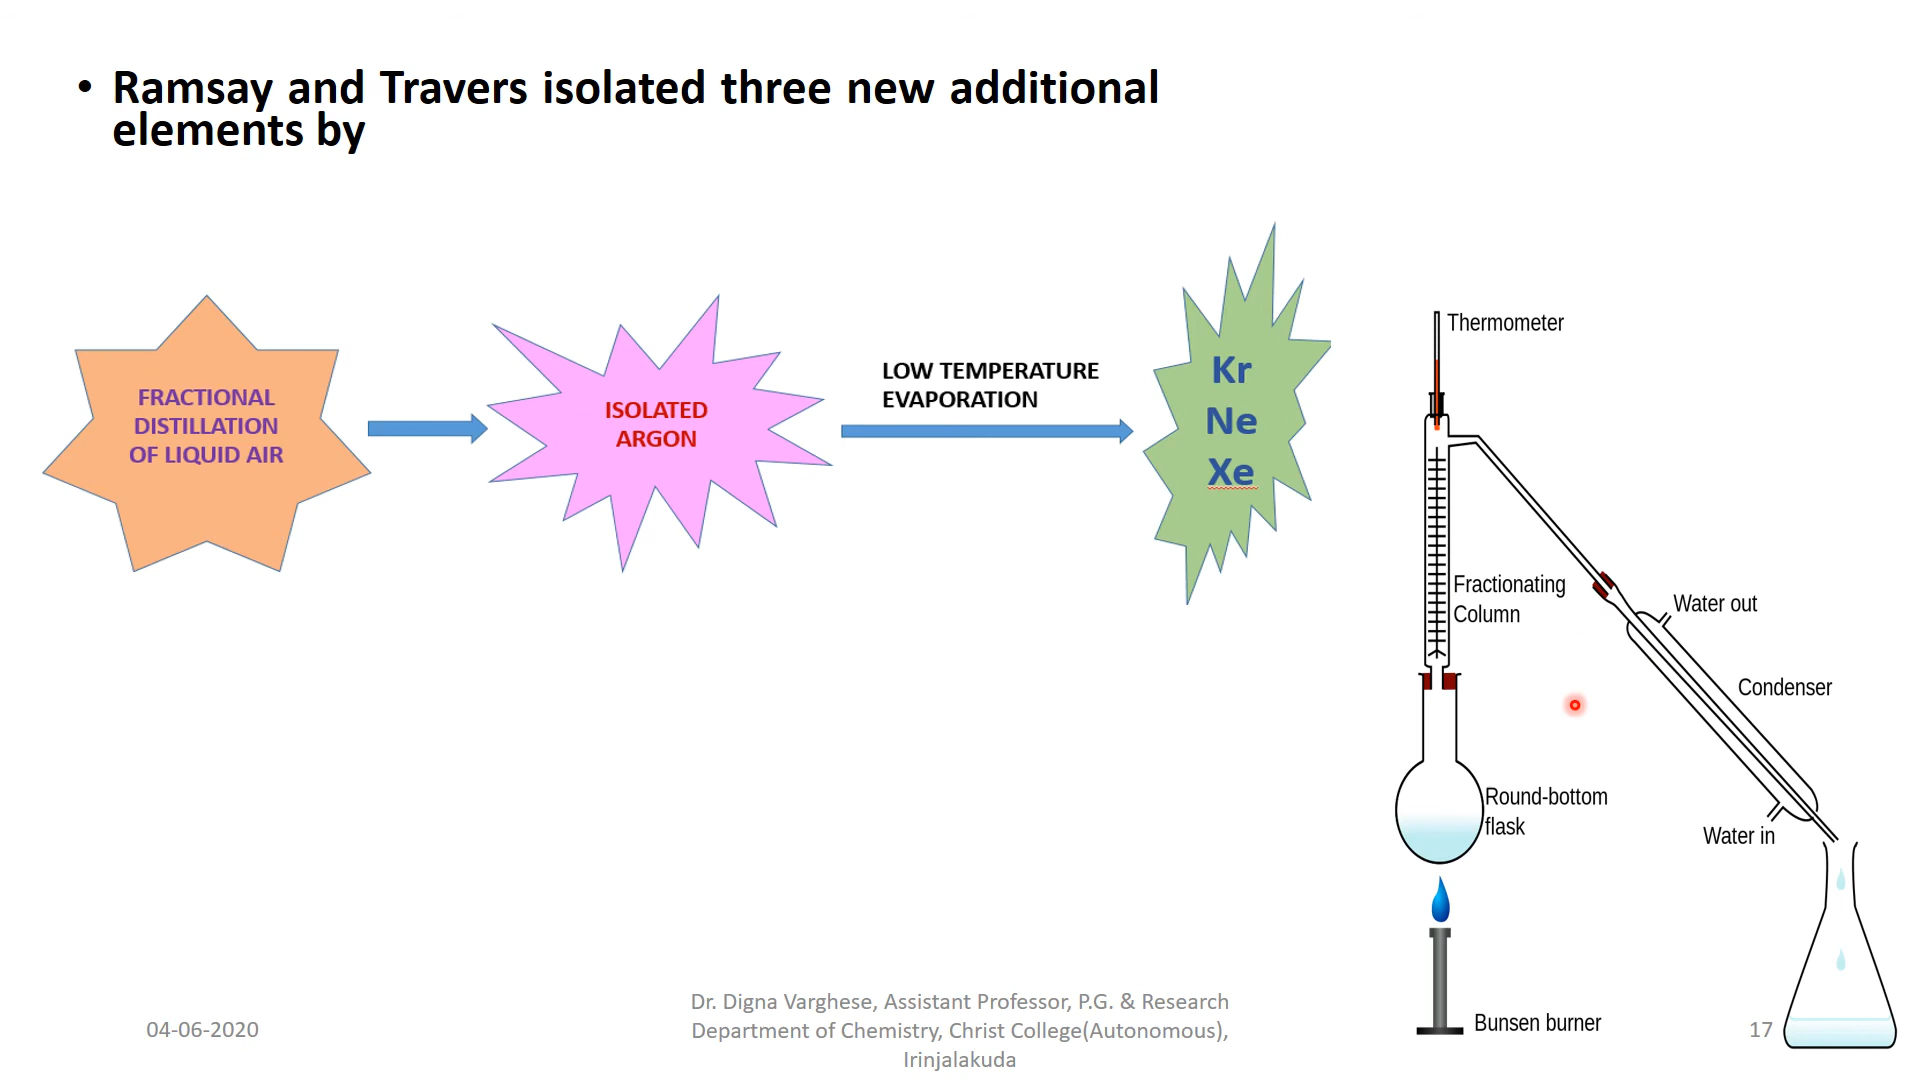 • Ramsay and Travers isolated three new additional
elements by
FRACTIONAL
DISTILLATION
OF LIQUID AIR
ISOLATED
ARGON
LOW TEMPERATURE
EVAPORATION
Kr
Ne
Xe
Thermometer
Fractionating
Column
Water out
Condenser
Round-bottom
flask
Water in
Bunsen burner
04-06-2020
Dr. Digna Varghese, Assistant Professor, P.G. & Research
Department of Chemistry, Christ College(Autonomous),
Irinjalakuda
17